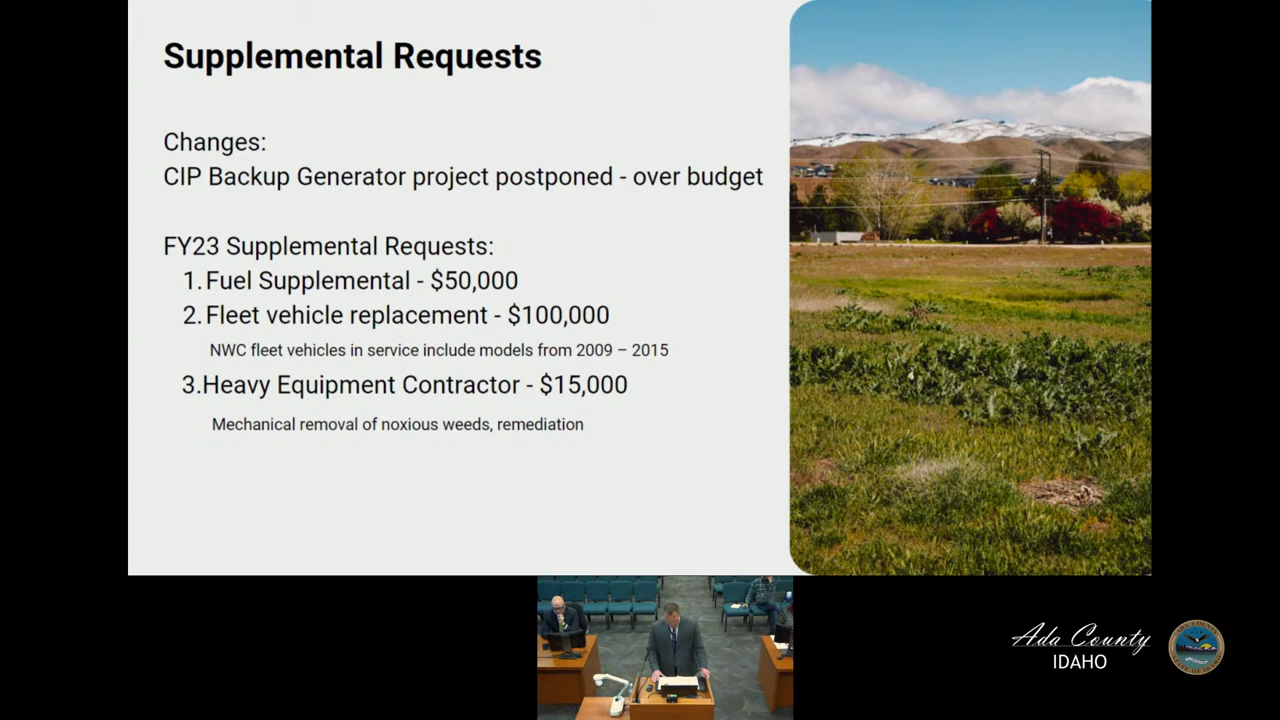 Supplemental Requests
Changes:
CIP Backup Generator project postponed - over budget
FY23 Supplemental Requests:
1. Fuel Supplemental - $50,000
2. Fleet vehicle replacement - $100,000
NWC fleet vehicles in service include models from 2009 – 2015
3.Heavy Equipment Contractor - $15,000
Mechanical removal of noxious weeds, remediation
Ada County
IDAHO